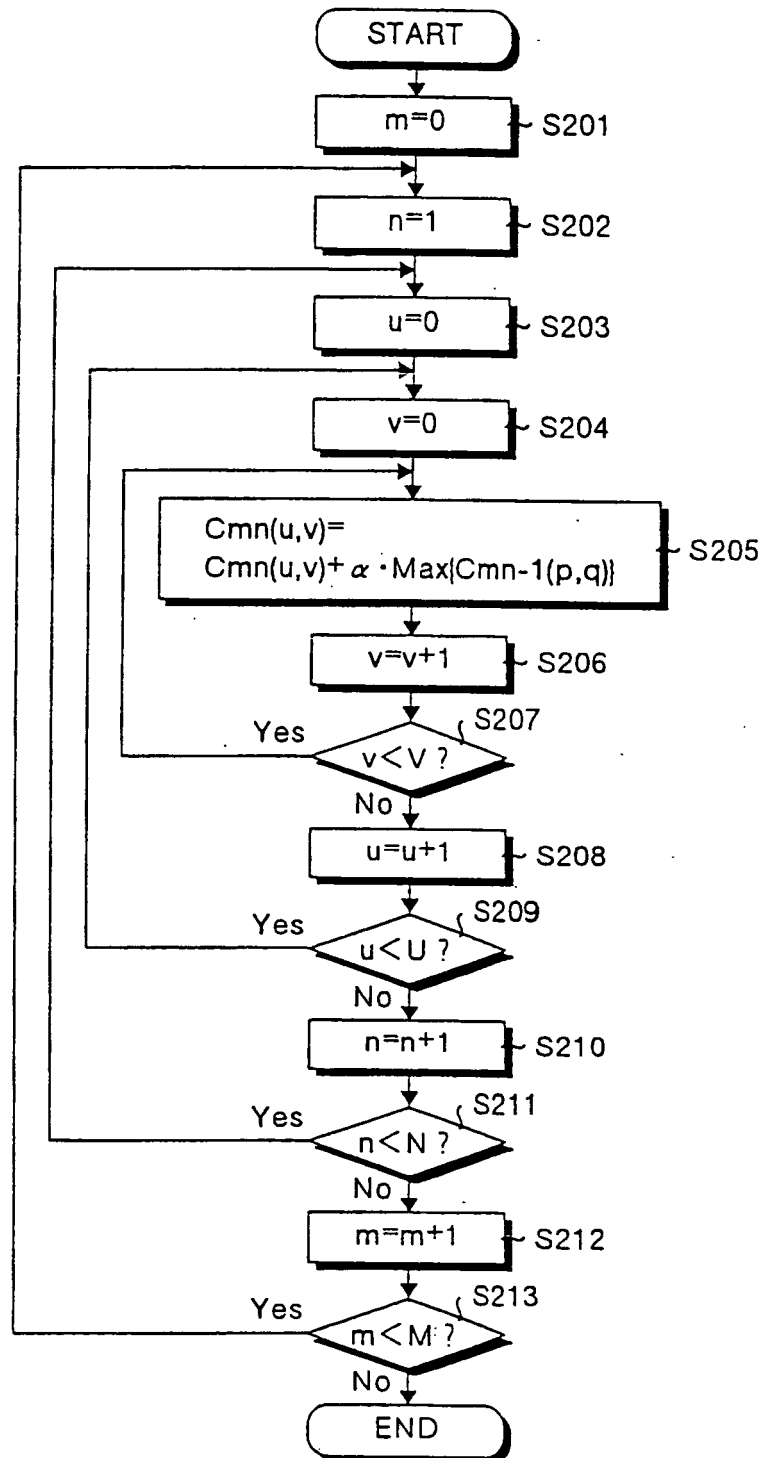 START
m=0
S201
n=1
S202
u=0
S203
v=0
S204
Cmn(u,v)=
Cmn(u,v)+α・Max{Cmn-1(p,q)}
S205
v=v+1
S206
S207
Yes
v<V ?
No
u=u+1
S208
S209
Yes
u<U ?
No
n=n+1
S210
S211
Yes
n<N ?
No
m=m+1
S212
S213
Yes
m<M ?
No
END